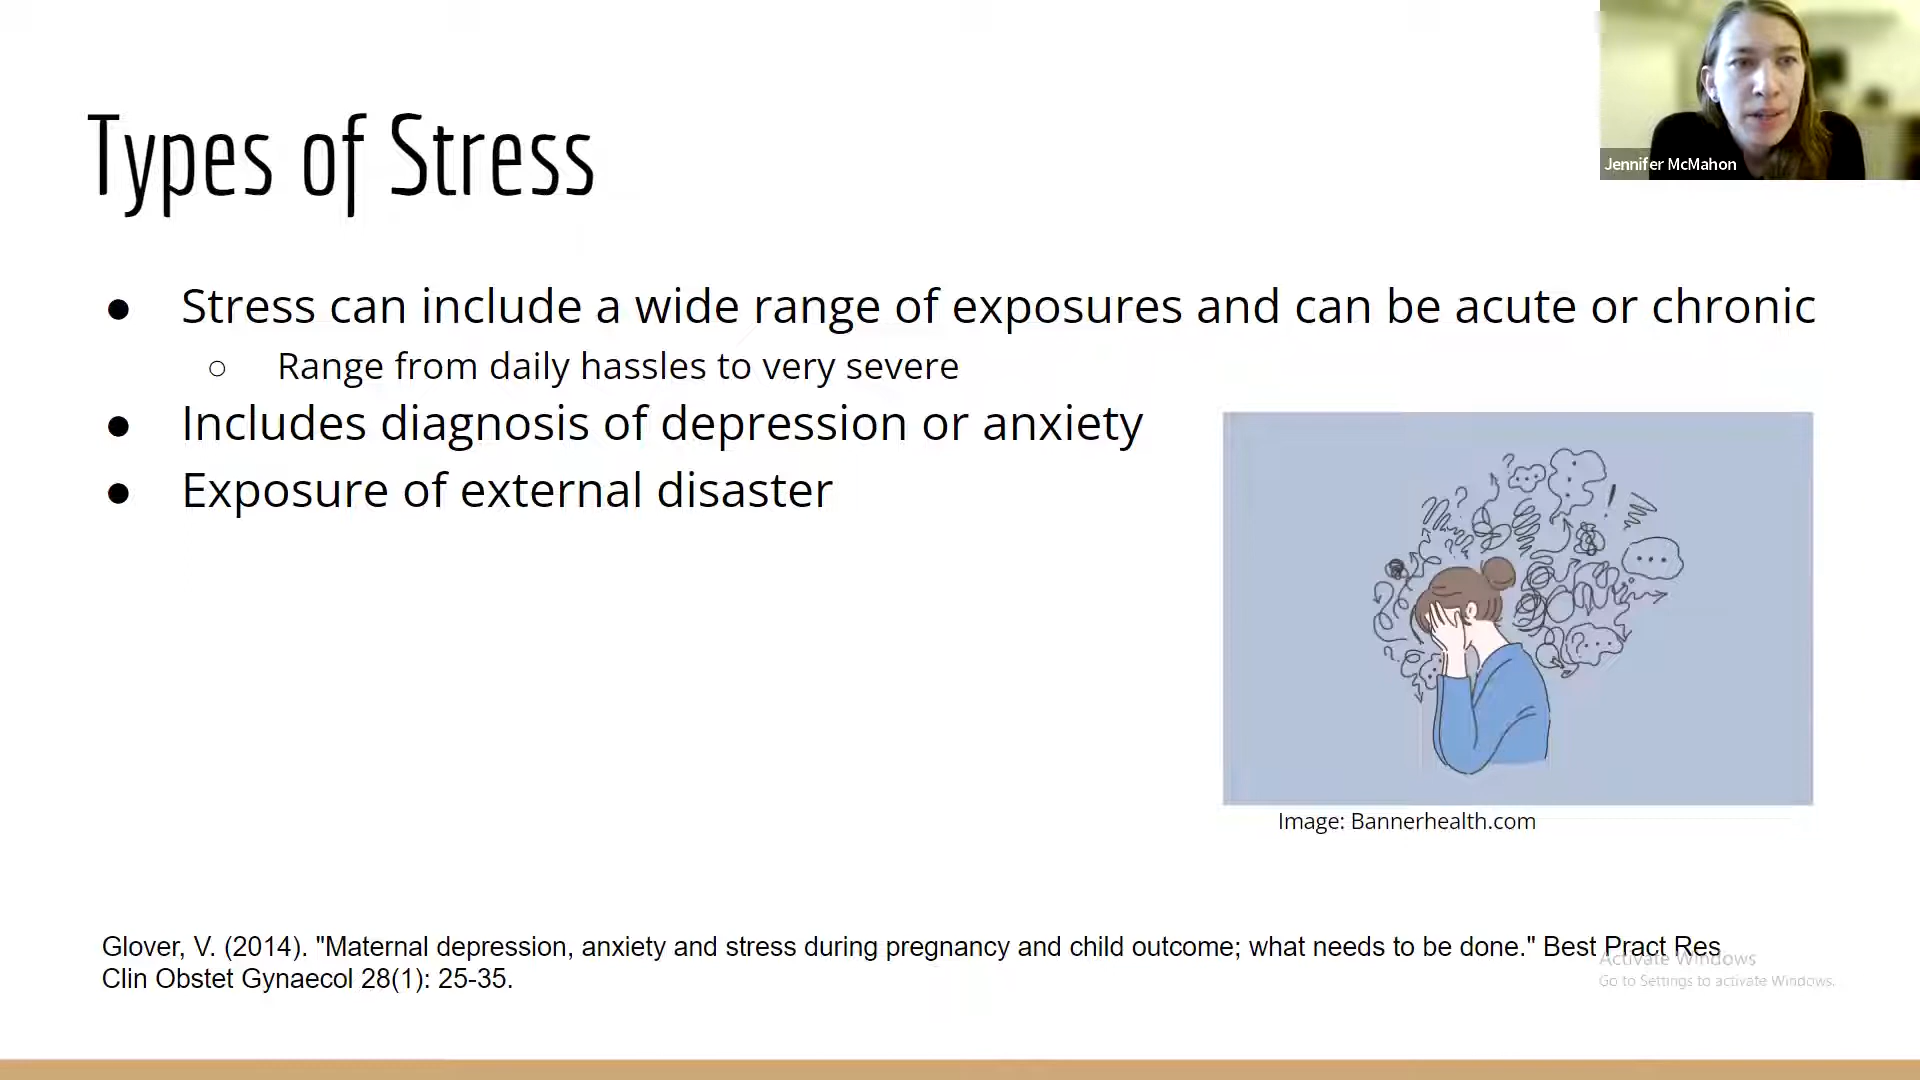 Jennifer McMahon
Types of Stress
● Stress can include a wide range of exposures and can be acute or chronic
○ Range from daily hassles to very severe
● Includes diagnosis of depression or anxiety
● Exposure of external disaster
Image: Bannerhealth.com
Glover, V. (2014). "Maternal depression, anxiety and stress during pregnancy and child outcome; what needs to be done." Best Pract Res
Clin Obstet Gynaecol 28(1): 25-35.
Activate Windows
Go to Settings to activate Windows.